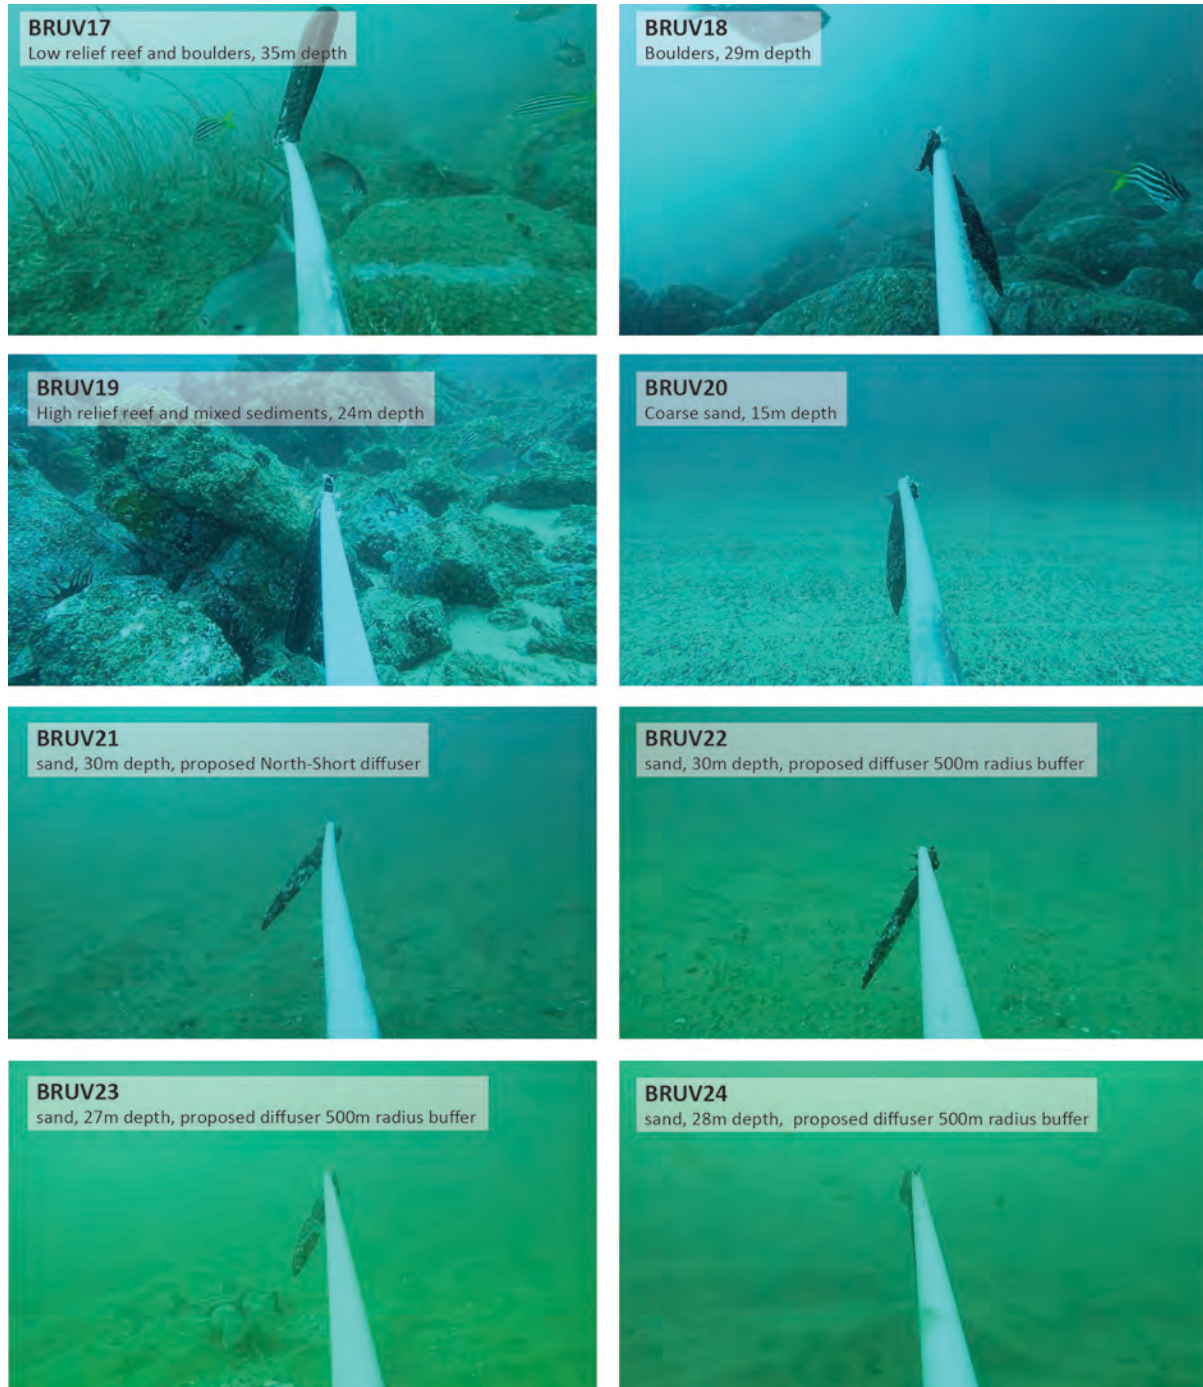 BRUV17
Low relief reef and boulders, 35m depth
BRUV18
Boulders, 29m depth
BRUV19
High relief reef and mixed sediments, 24m depth
BRUV20
Coarse sand, 15m depth
BRUV21
sand, 30m depth, proposed North-Short diffuser
BRUV22
sand, 30m depth, proposed diffuser 500m radius buffer
BRUV23
sand, 27m depth, proposed diffuser 500m radius buffer
BRUV24
sand, 28m depth,  proposed diffuser 500m radius buffer